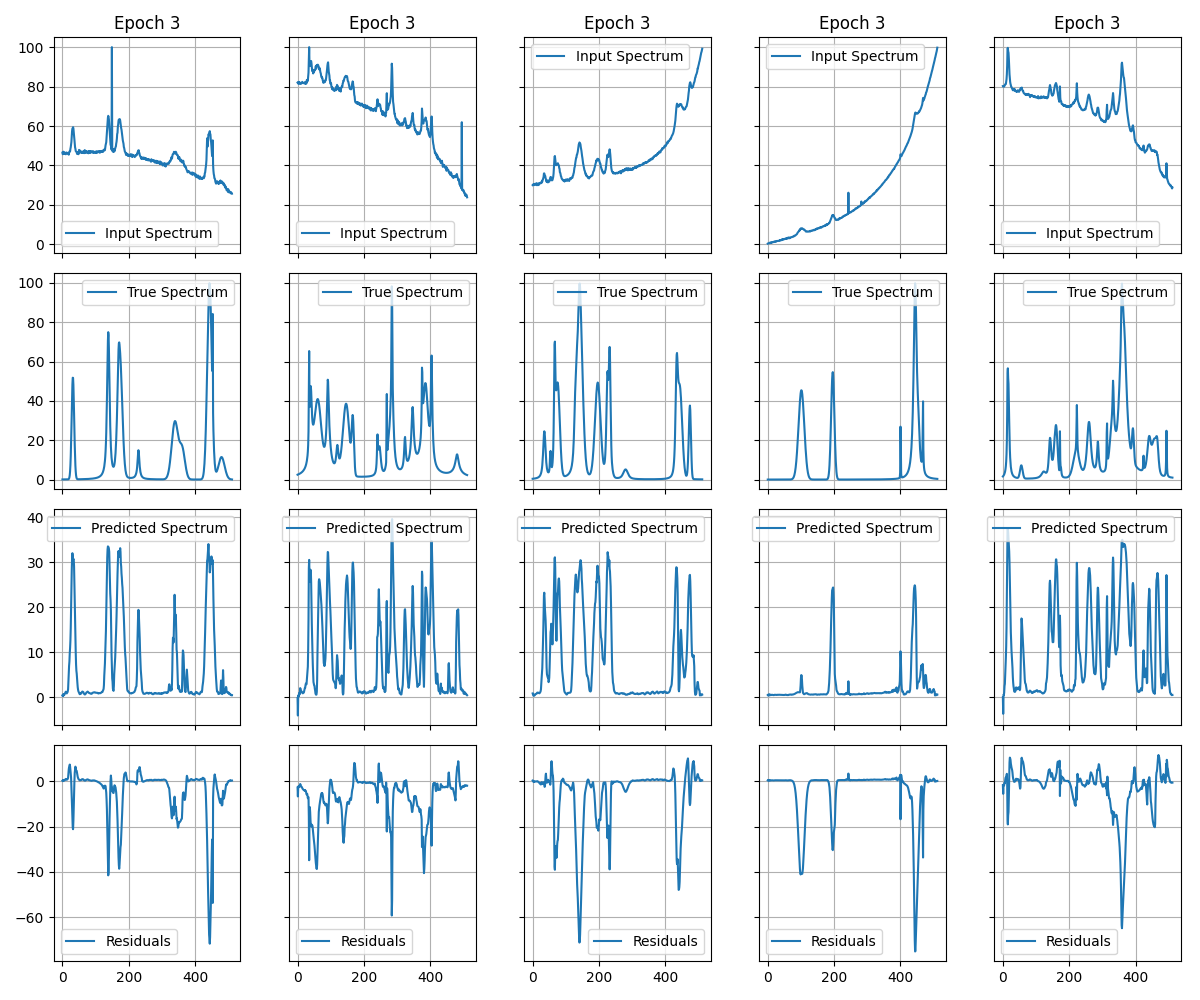 Epoch 3 Epoch 3 Epoch 3 Epoch 3 Epoch 3
100
80
60
40
20
0
Input Spectrum
Input Spectrum
Input Spectrum
Input Spectrum
Input Spectrum
100
80
60
40
20
0
True Spectrum
True Spectrum
True Spectrum
True Spectrum
True Spectrum
40
30
20
10
0
Predicted Spectrum
Predicted Spectrum
Predicted Spectrum
Predicted Spectrum
Predicted Spectrum
0
−20
−40
−60
Residuals
Residuals
Residuals
Residuals
Residuals
0 200 400 0 200 400 0 200 400 0 200 400 0 200 400